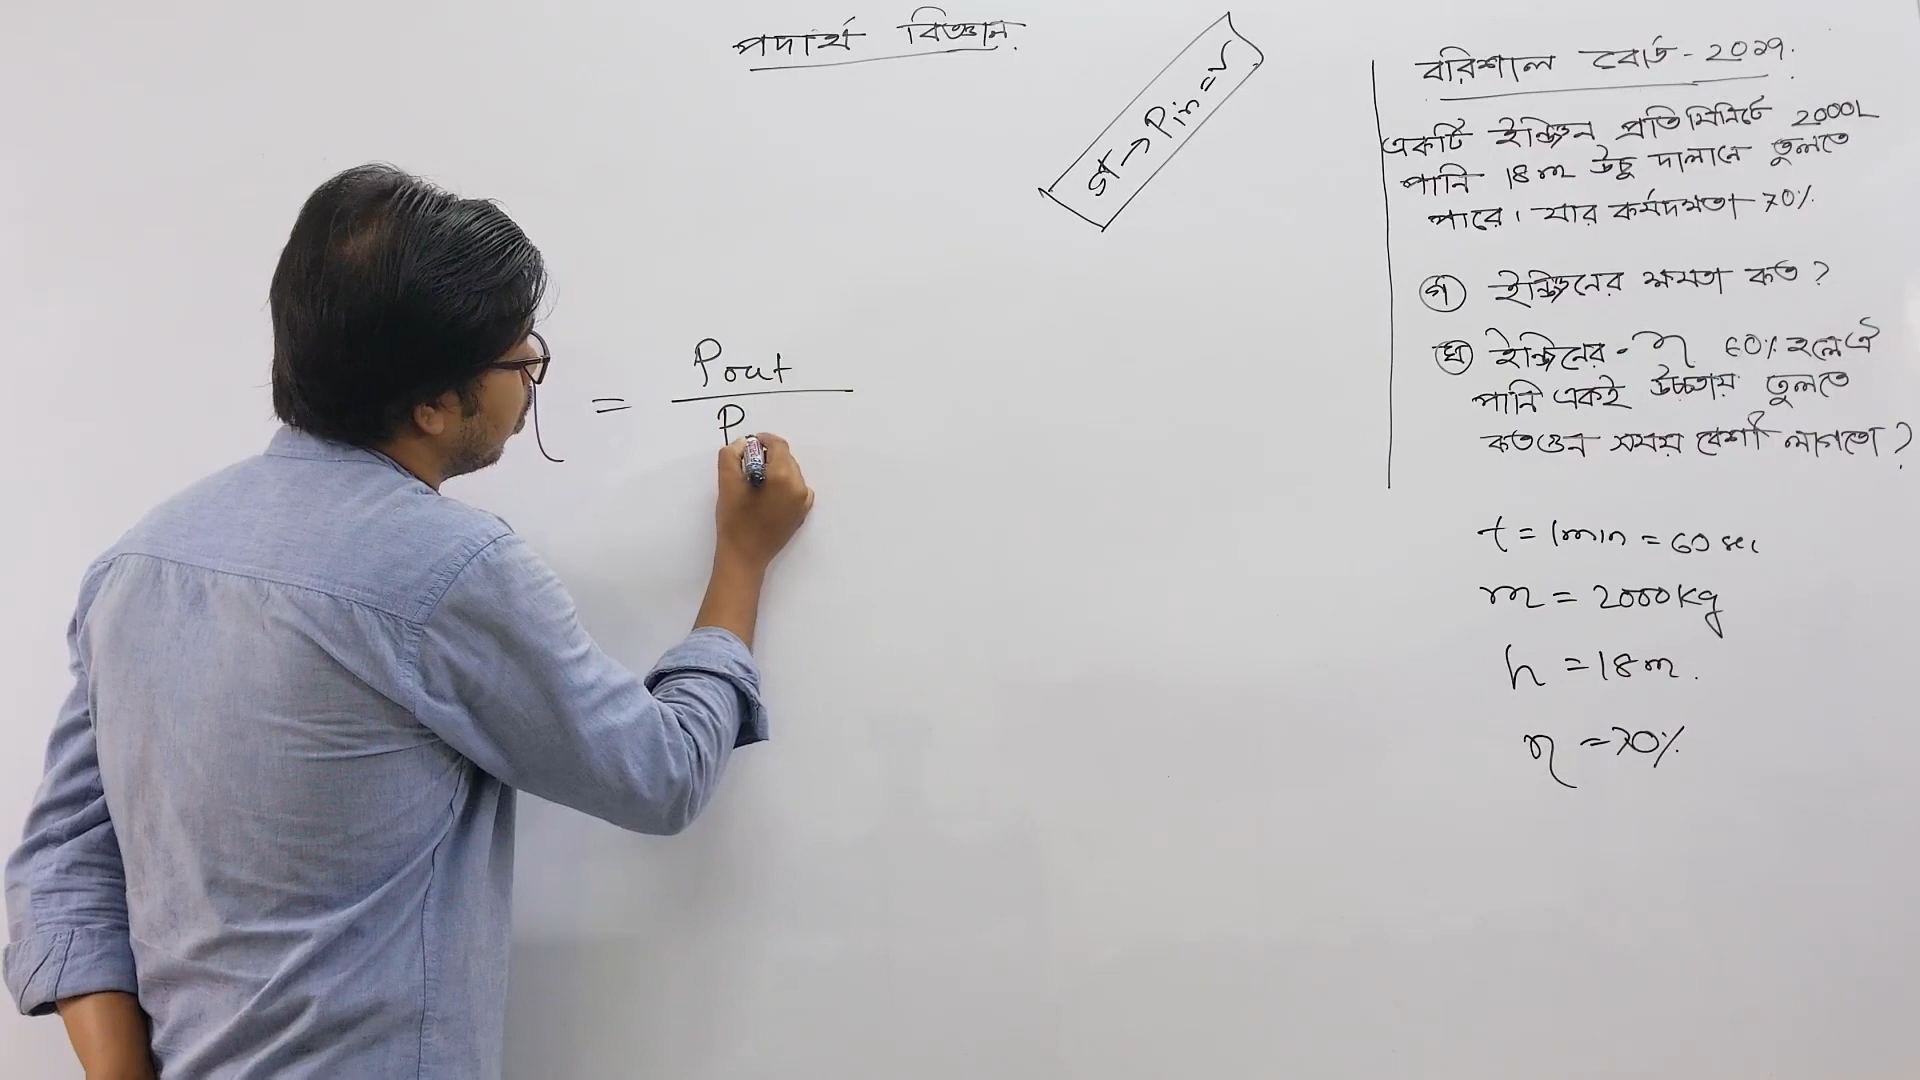 পদার্থ বিজ্ঞান
গ → Pin = √
η = Pout
P
বরিশাল বোর্ড - 2019.
একটি ইঞ্জিন প্রতি মিনিটে 2000L
পানি 18m উঁচু দালানে তুলতে
পারে। যার কর্মদক্ষতা 70%
গ ইঞ্জিনের ক্ষমতা কত?
ঘ ইঞ্জিনের η 60% হলে ঐ
পানি একই উচ্চতায় তুলতে
কতগুন সময় বেশী লাগতো?
t = 1min = 60 sec
m = 2000kg
h = 18m.
η = 70%